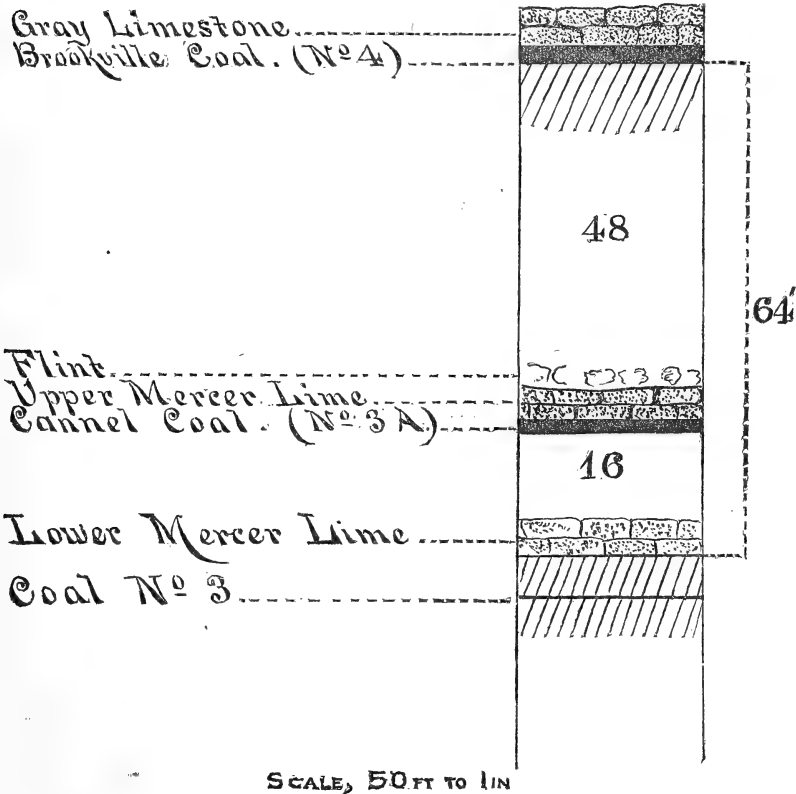 Gray Limestone
Brookville Coal. (No 4)
48
64'
Flint
Upper Mercer Lime
Cannel Coal. (No 3 A)
16
Lower Mercer Lime
Coal No 3
SCALE, 50 FT TO 1 IN